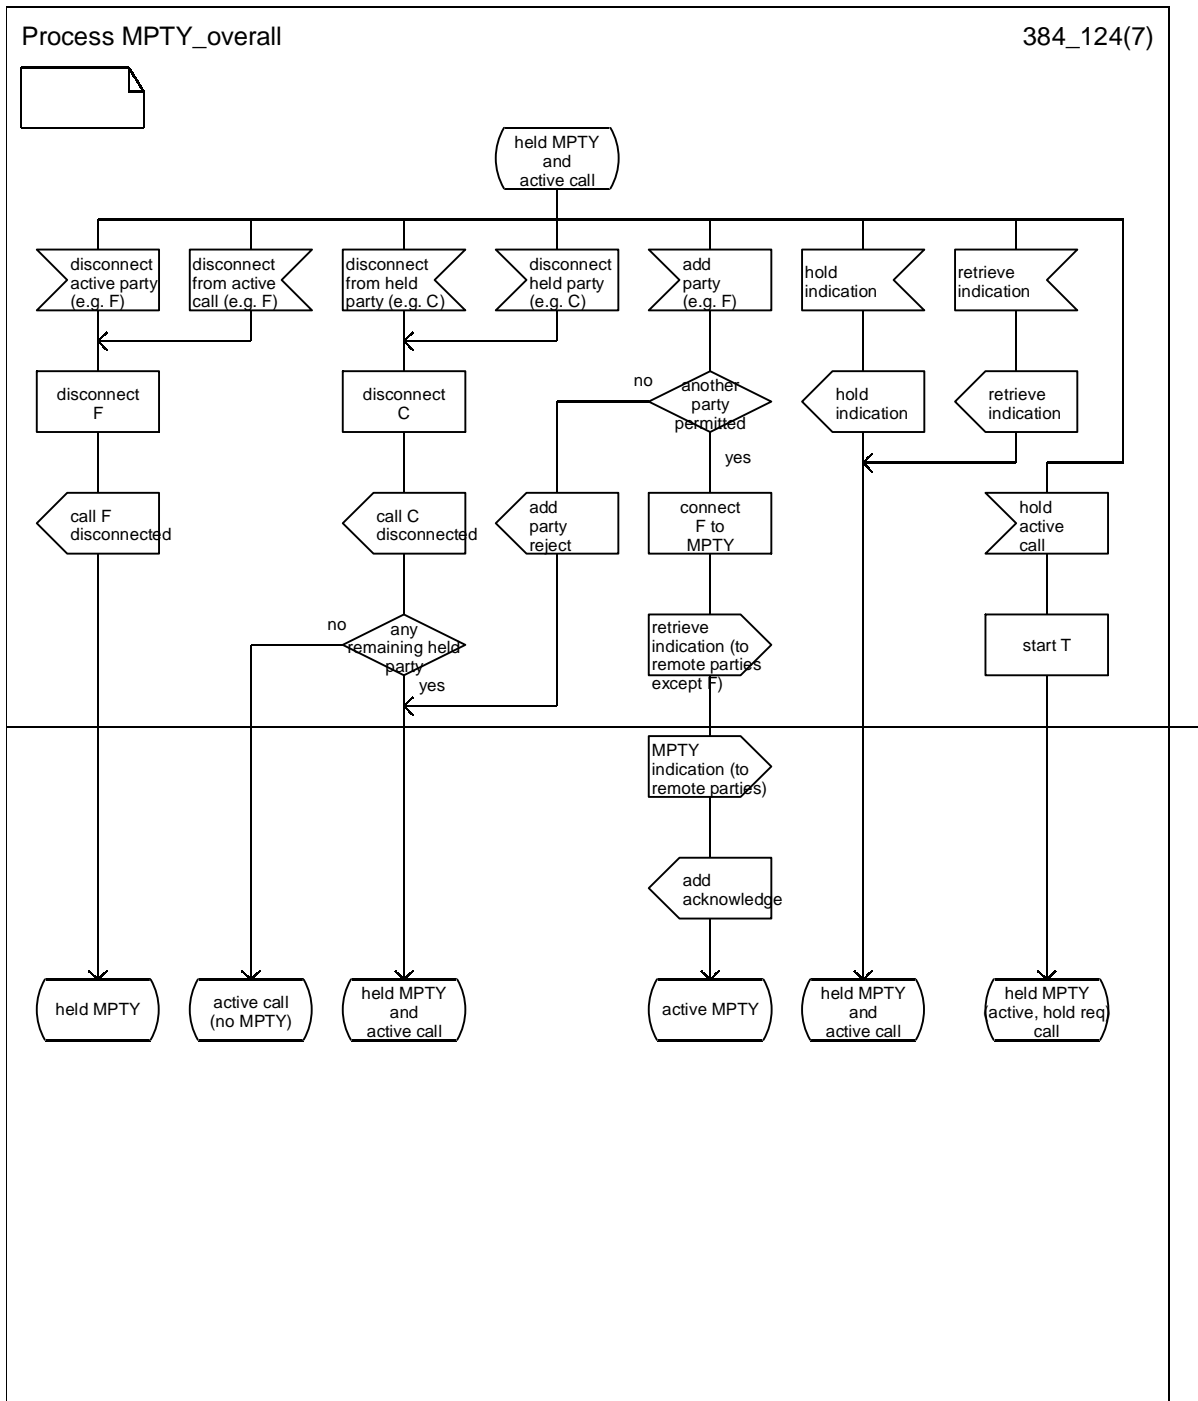 Process MPTY_overall
384_124(7)
held MPTY
and
active call
disconnect
active party
(e.g. F)
disconnect
from active
call (e.g. F)
disconnect
from held
party (e.g. C)
disconnect
held party
(e.g. C)
add
party
(e.g. F)
hold
indication
retrieve
indication
disconnect
F
disconnect
C
no
another
party
permitted
yes
hold
indication
retrieve
indication
call F
disconnected
call C
disconnected
add
party
reject
connect
F to
MPTY
hold
active
call
no
any
remaining held
party
yes
retrieve
indication (to
remote parties
except F)
start T
MPTY
indication (to
remote parties)
add
acknowledge
held MPTY
active call
(no MPTY)
held MPTY
and
active call
active MPTY
held MPTY
and
active call
held MPTY
(active, hold req)
call